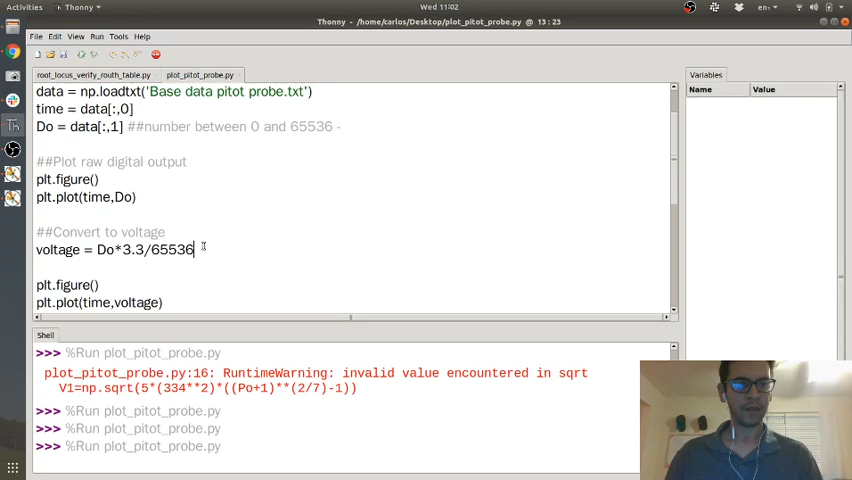 Activities Thonny Wed 11:02 en
Thonny - /home/carlos/Desktop/plot_pitot_probe.py @ 13 : 23
File Edit View Run Tools Help
root_locus_verify_routh_table.py plot_pitot_probe.py
data = np.loadtxt('Base data pitot probe.txt')
time = data[:,0]
Do = data[:,1] ##number between 0 and 65536 -
##Plot raw digital output
plt.figure()
plt.plot(time,Do)
##Convert to voltage
voltage = Do*3.3/65536
plt.figure()
plt.plot(time,voltage)
Variables
Name Value
Shell
>>> %Run plot_pitot_probe.py
plot_pitot_probe.py:16: RuntimeWarning: invalid value encountered in sqrt
V1=np.sqrt(5*(334**2)*((Po+1)**(2/7)-1))
>>> %Run plot_pitot_probe.py
>>> %Run plot_pitot_probe.py
>>> %Run plot_pitot_probe.py